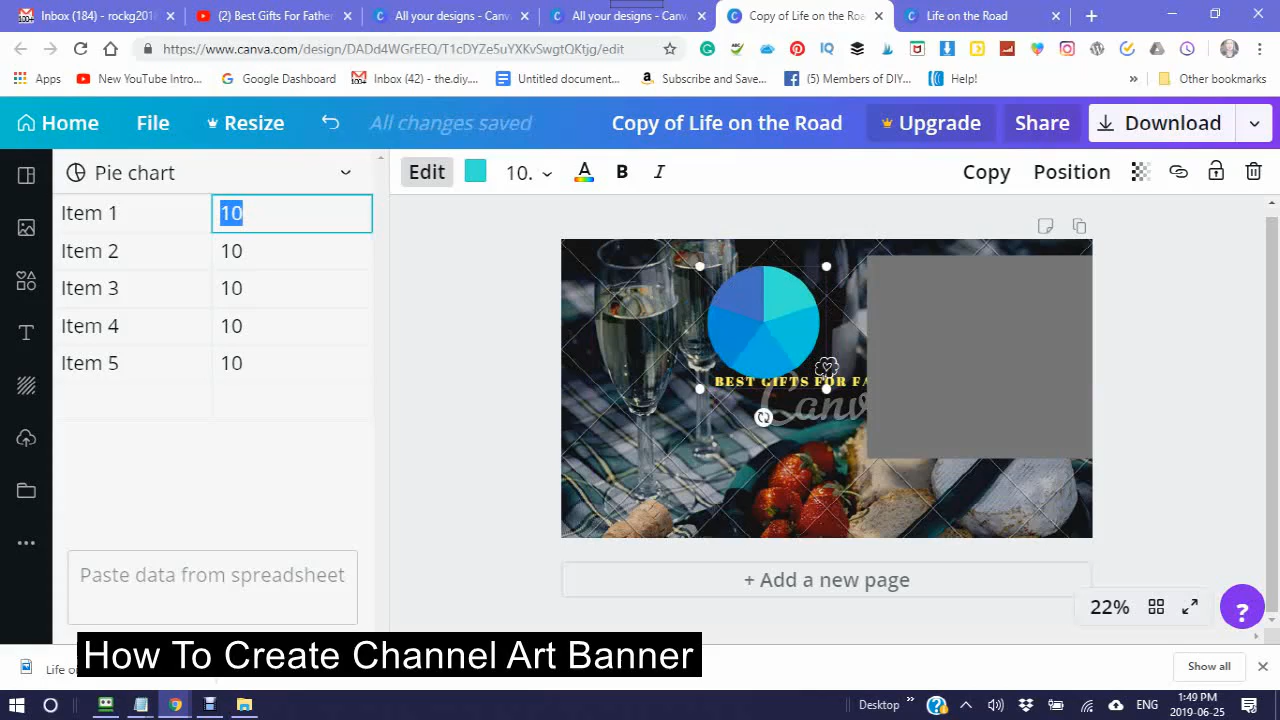 Inbox (184) - rockg201
(2) Best Gifts For Father
All your designs - Canv
All your designs - Canv
Copy of Life on the Roa
Life on the Road
https://www.canva.com/design/DADd4WGrEEQ/T1cDYZe5uYXKvSwgtQKtjg/edit
Apps
New YouTube Intro...
Google Dashboard
Inbox (42) - the.diy....
Untitled document...
Subscribe and Save...
(5) Members of DIY...
Help!
Other bookmarks
Home
File
Resize
All changes saved
Copy of Life on the Road
Upgrade
Share
Download
Pie chart
Edit
10.
A
B
I
Copy
Position
Item 1 10
Item 2 10
Item 3 10
Item 4 10
Item 5 10
BEST GIFTS FOR FA
Canv
Paste data from spreadsheet
+ Add a new page
22%
?
How To Create Channel Art Banner
Life o
Show all
Desktop
ENG
1:49 PM
2019-06-25